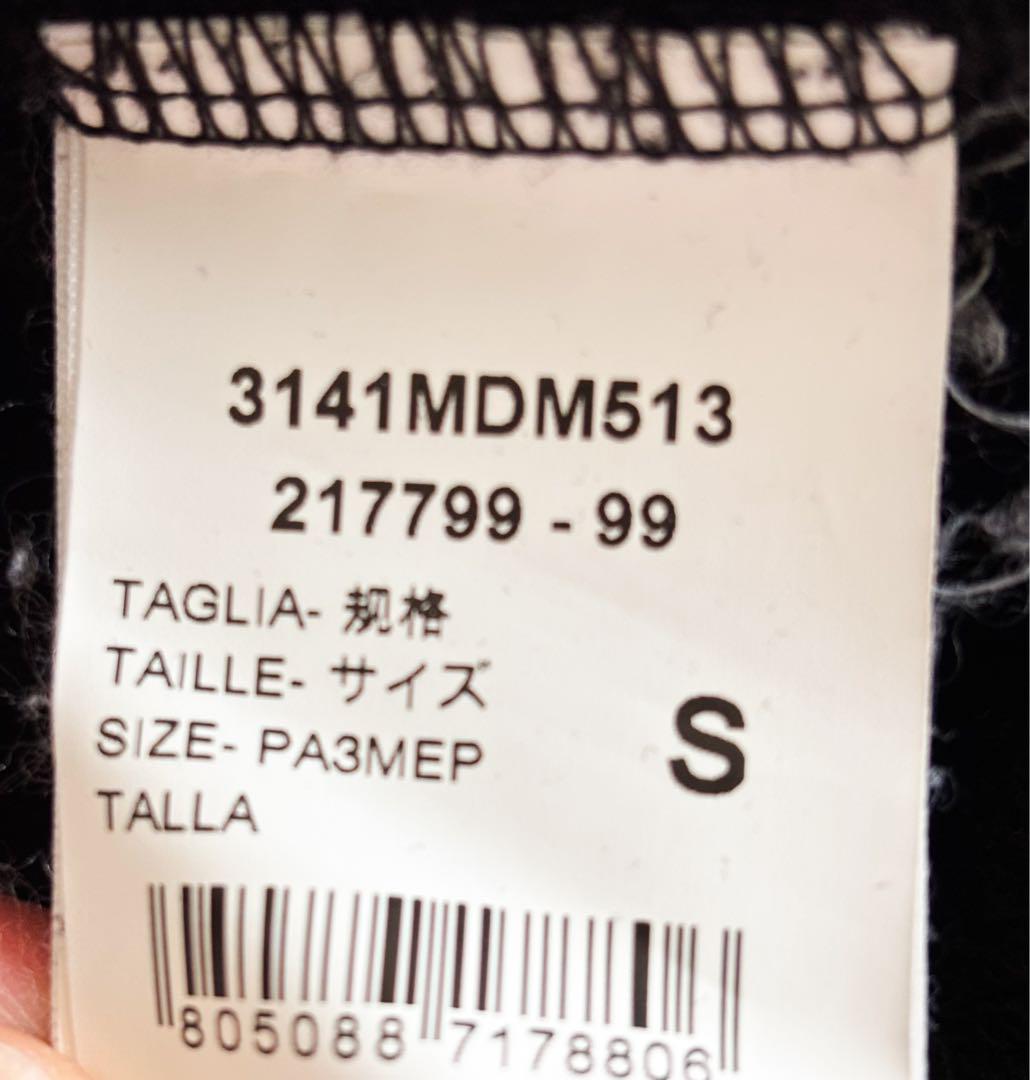 3141MDM513
217799 - 99
TAGLIA- 规格
TAILLE- サイズ
SIZE- РАЗМЕР
TALLA
S
805088 7178806